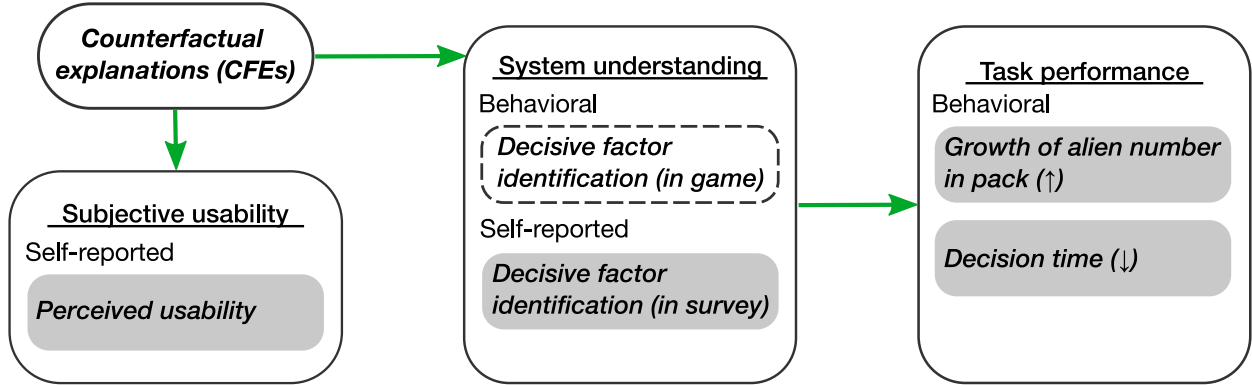 Counterfactual
explanations (CFEs)
Subjective usability
Self-reported
Perceived usability
System understanding
Behavioral
Decisive factor
identification (in game)
Self-reported
Decisive factor
identification (in survey)
Task performance
Behavioral
Growth of alien number
in pack (↑)
Decision time (↓)